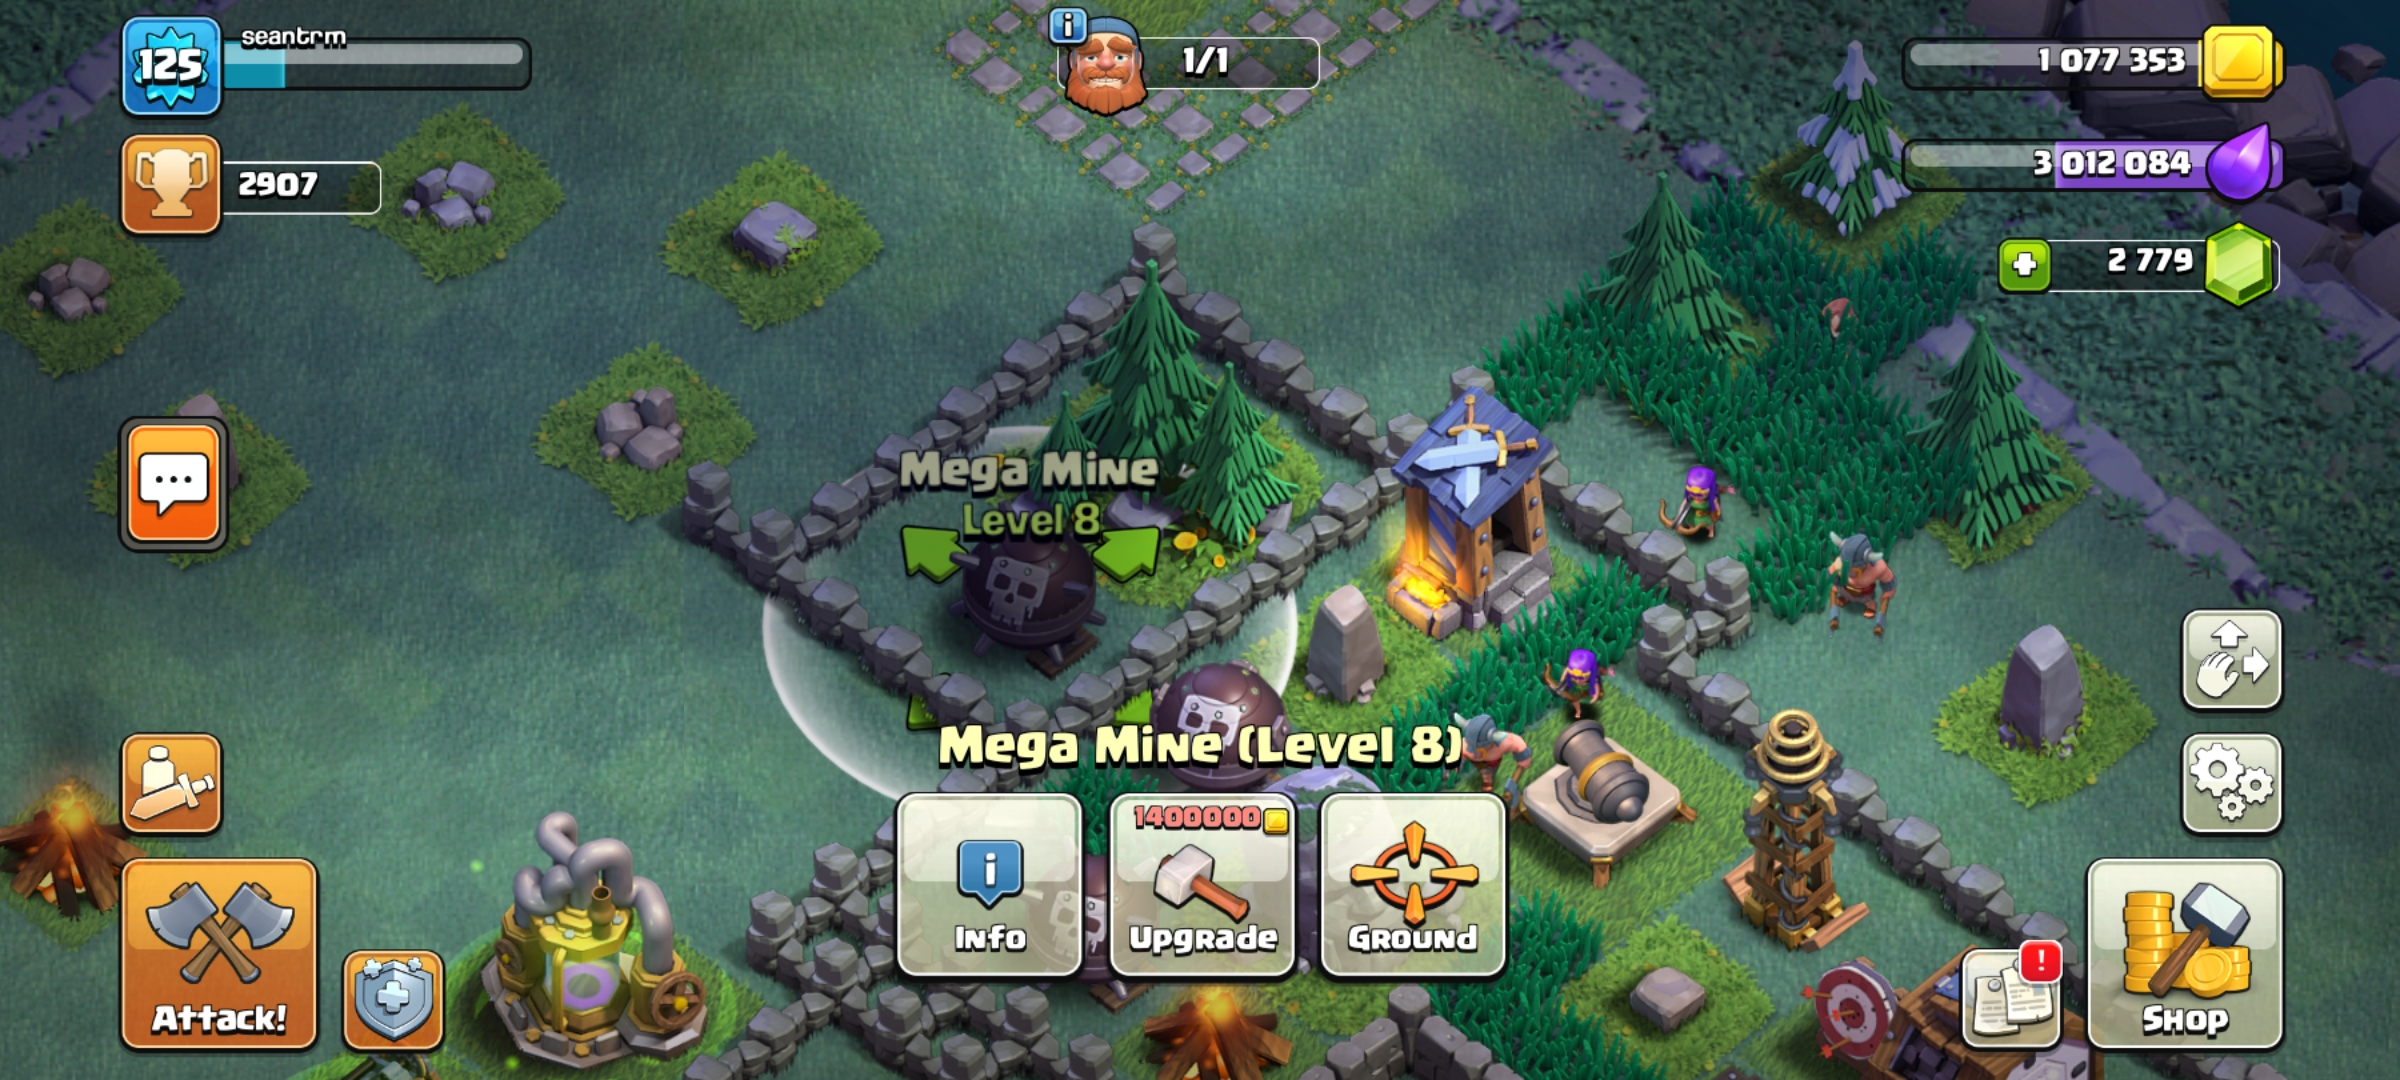 125
seantrm
1/1
1 077 353
2907
3 012 084
2 779
Mega Mine
Level 8
Mega Mine (Level 8)
1400000
Info
Upgrade
Ground
Attack!
!
Shop